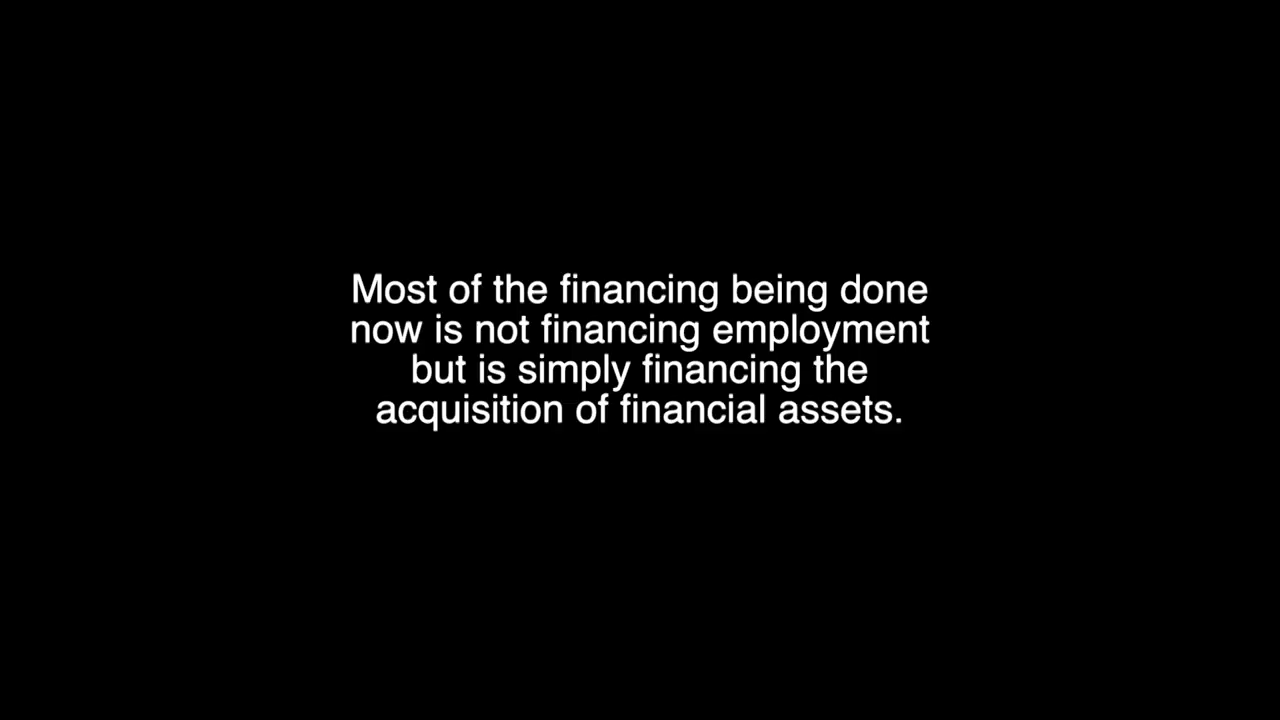 Most of the financing being done
now is not financing employment
but is simply financing the
acquisition of financial assets.